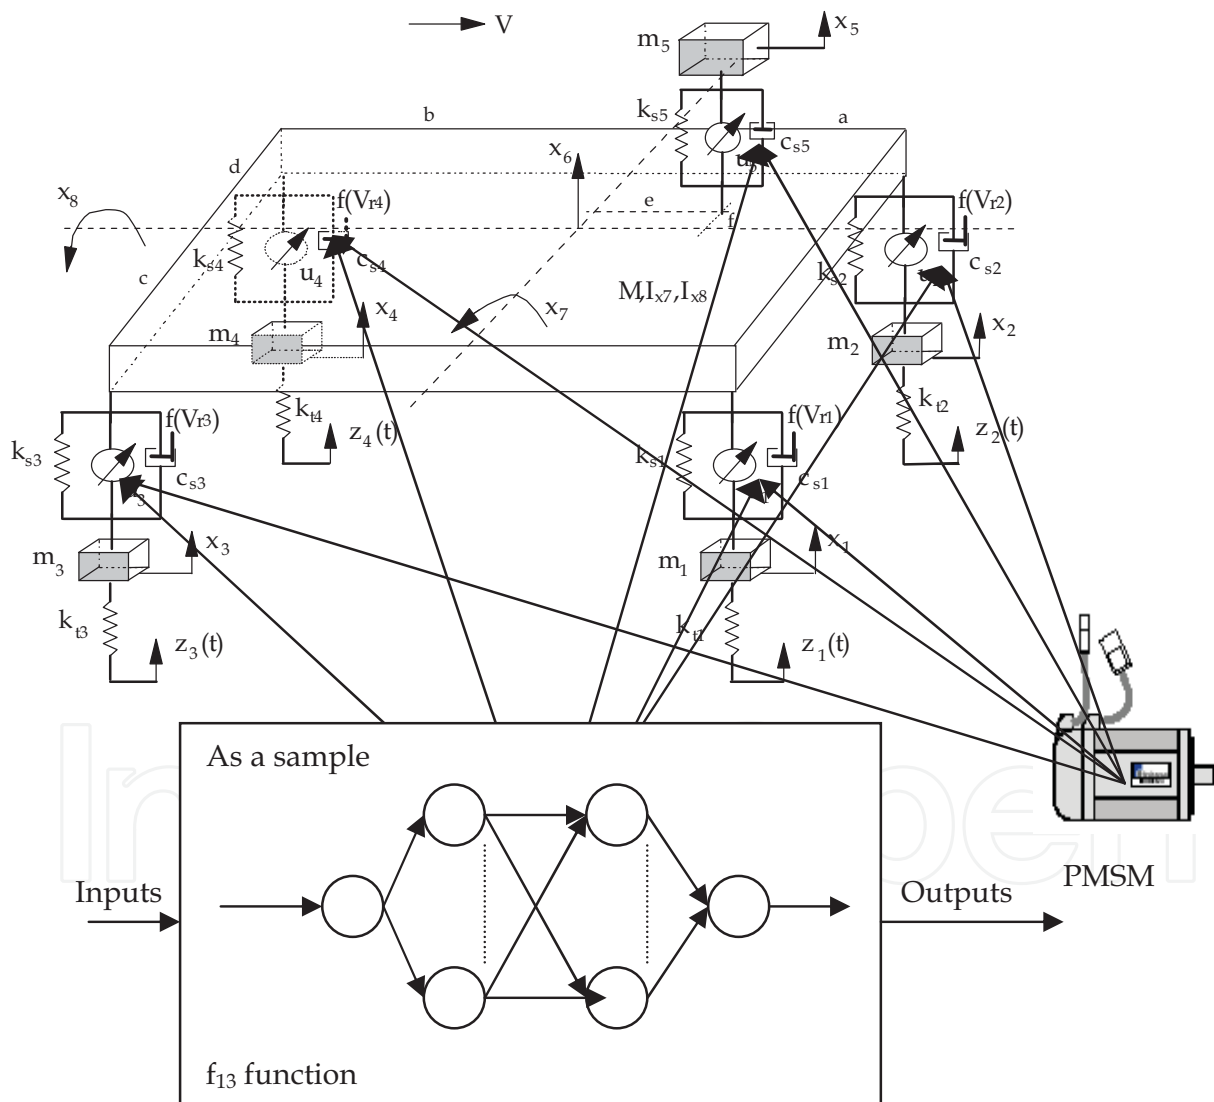 V
x5
m5
ks5
cs5
b
a
d
x6
x8
f(Vr4)
f(Vr2)
e
f
ks4
cs4
u4
ks2
cs2
c
M,Ix7,Ix8
x4
x7
m4
x2
m2
kt4
kt2
f(Vr3)
f(Vr1)
z4(t)
z2(t)
ks3
cs3
ks1
cs1
x3
x1
m3
m1
kt3
kt1
z3(t)
z1(t)
As a sample
Inputs
Outputs
PMSM
f13 function